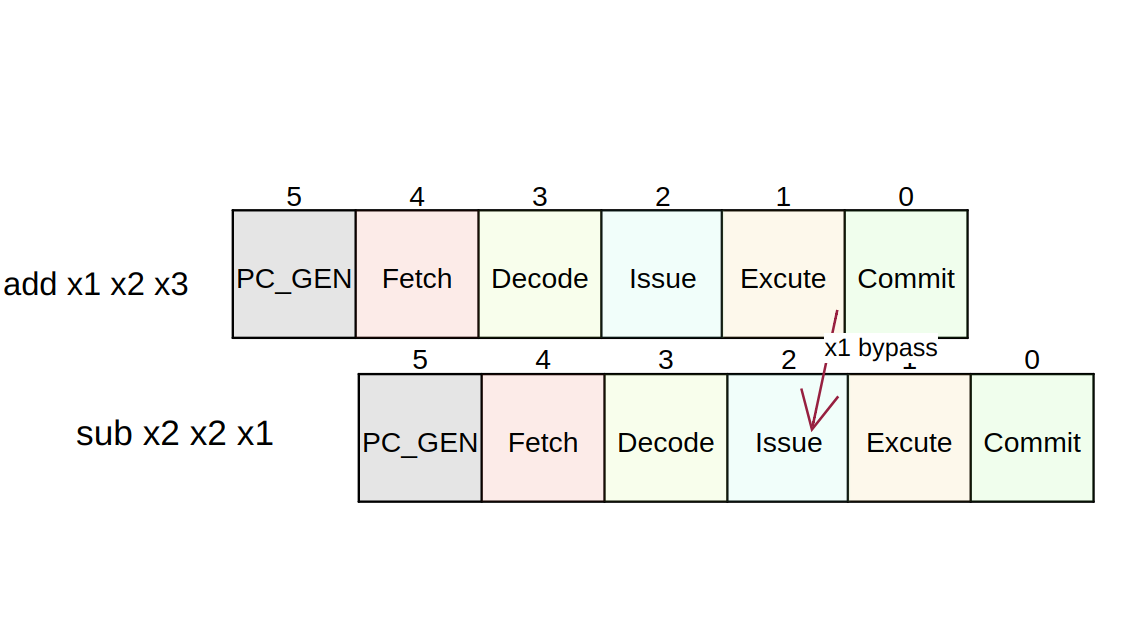 5 4 3 2 1 0
add x1 x2 x3 PC_GEN Fetch Decode Issue Excute Commit
x1 bypass
5 4 3 2 1 0
sub x2 x2 x1 PC_GEN Fetch Decode Issue Excute Commit